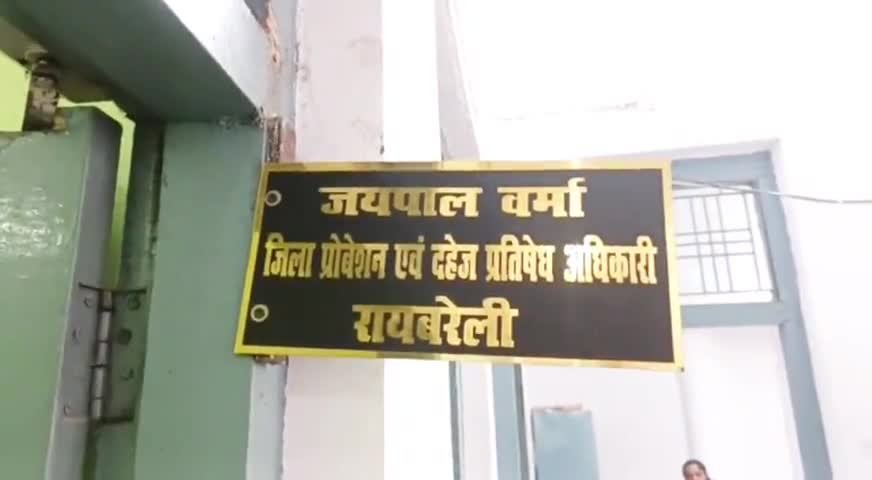 जयपाल वर्मा
जिला प्रोबेशन एवं दहेज प्रतिषेध अधिकारी
रायबरेली